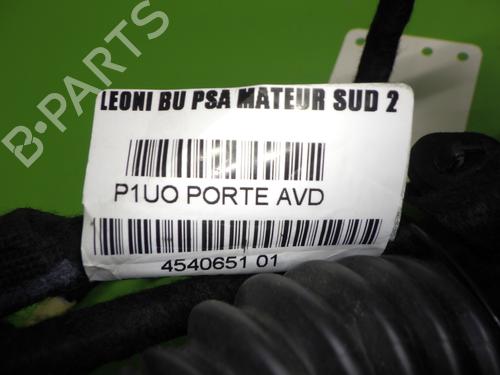 B-PARTS
LEONI BU PSA MATEUR SUD 2
P1UO PORTE AVD
4540651 01